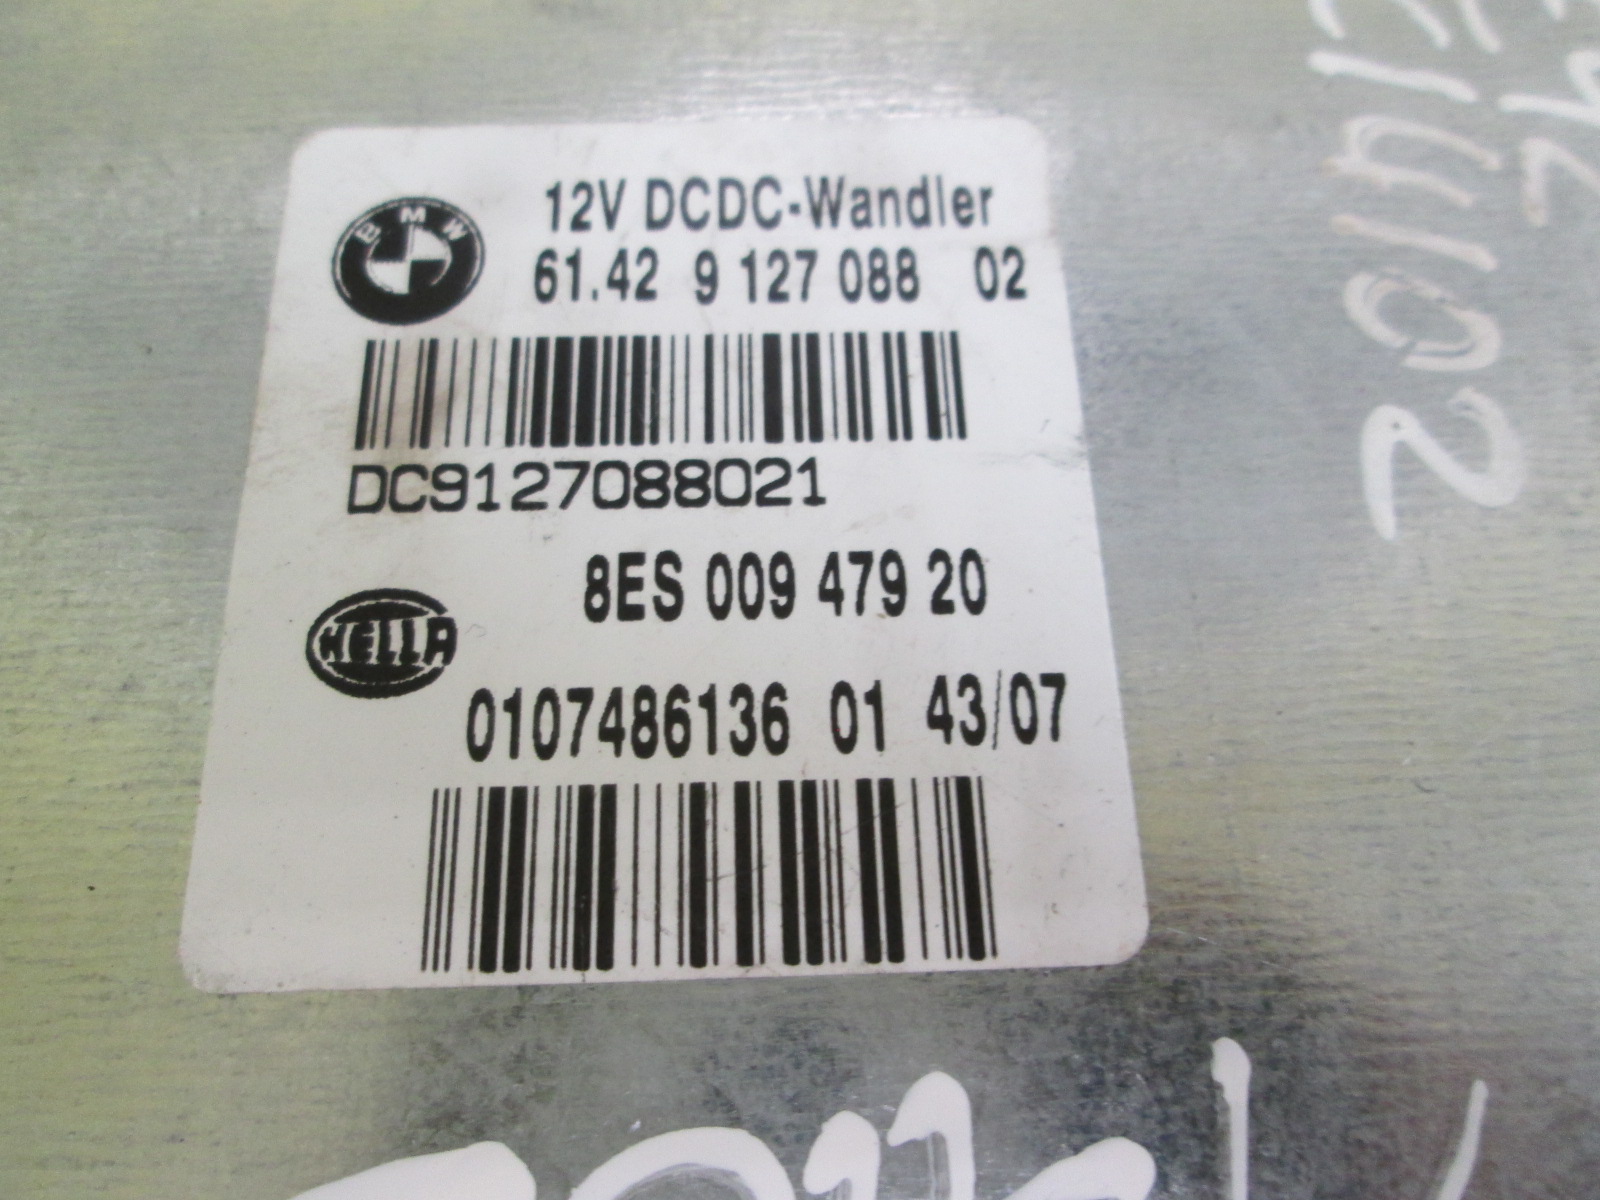 BMW
12V DCDC-Wandler
61.42 9 127 088 02
DC9127088021
8ES 009 479 20
HELLA
0107486136 01 43/07